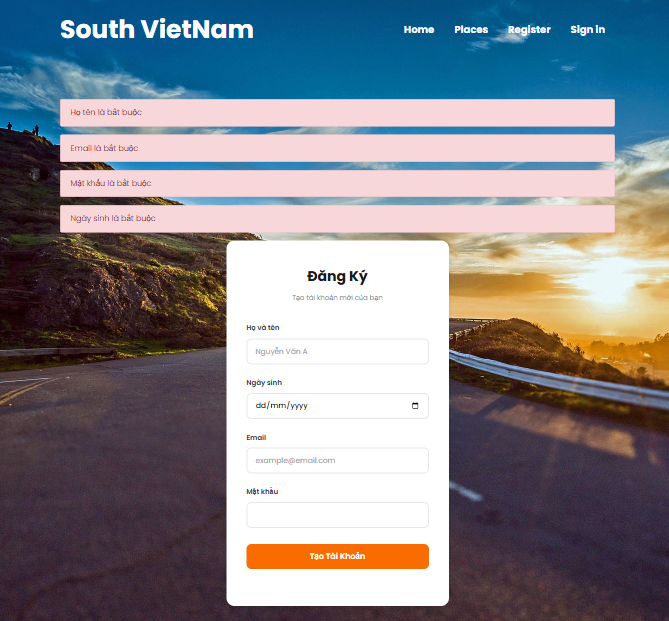 South VietNam
Home Places Register Sign in
Họ tên là bắt buộc
Email là bắt buộc
Mật khẩu là bắt buộc
Ngày sinh là bắt buộc
Đăng Ký
Tạo tài khoản mới của bạn
Họ và tên
Nguyễn Văn A
Ngày sinh
dd/mm/yyyy
Email
example@email.com
Mật khẩu
Tạo Tài Khoản